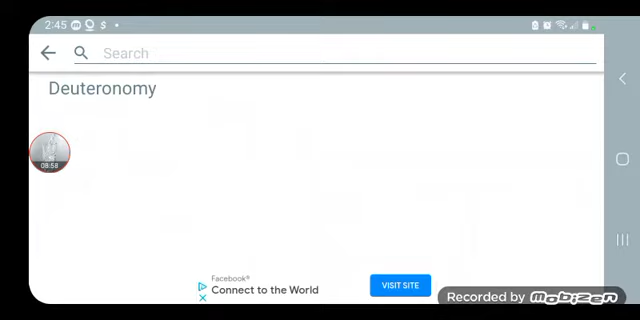 2:45
Search
Deuteronomy
08:58
Facebook®
Connect to the World
VISIT SITE
Recorded by Mobizen